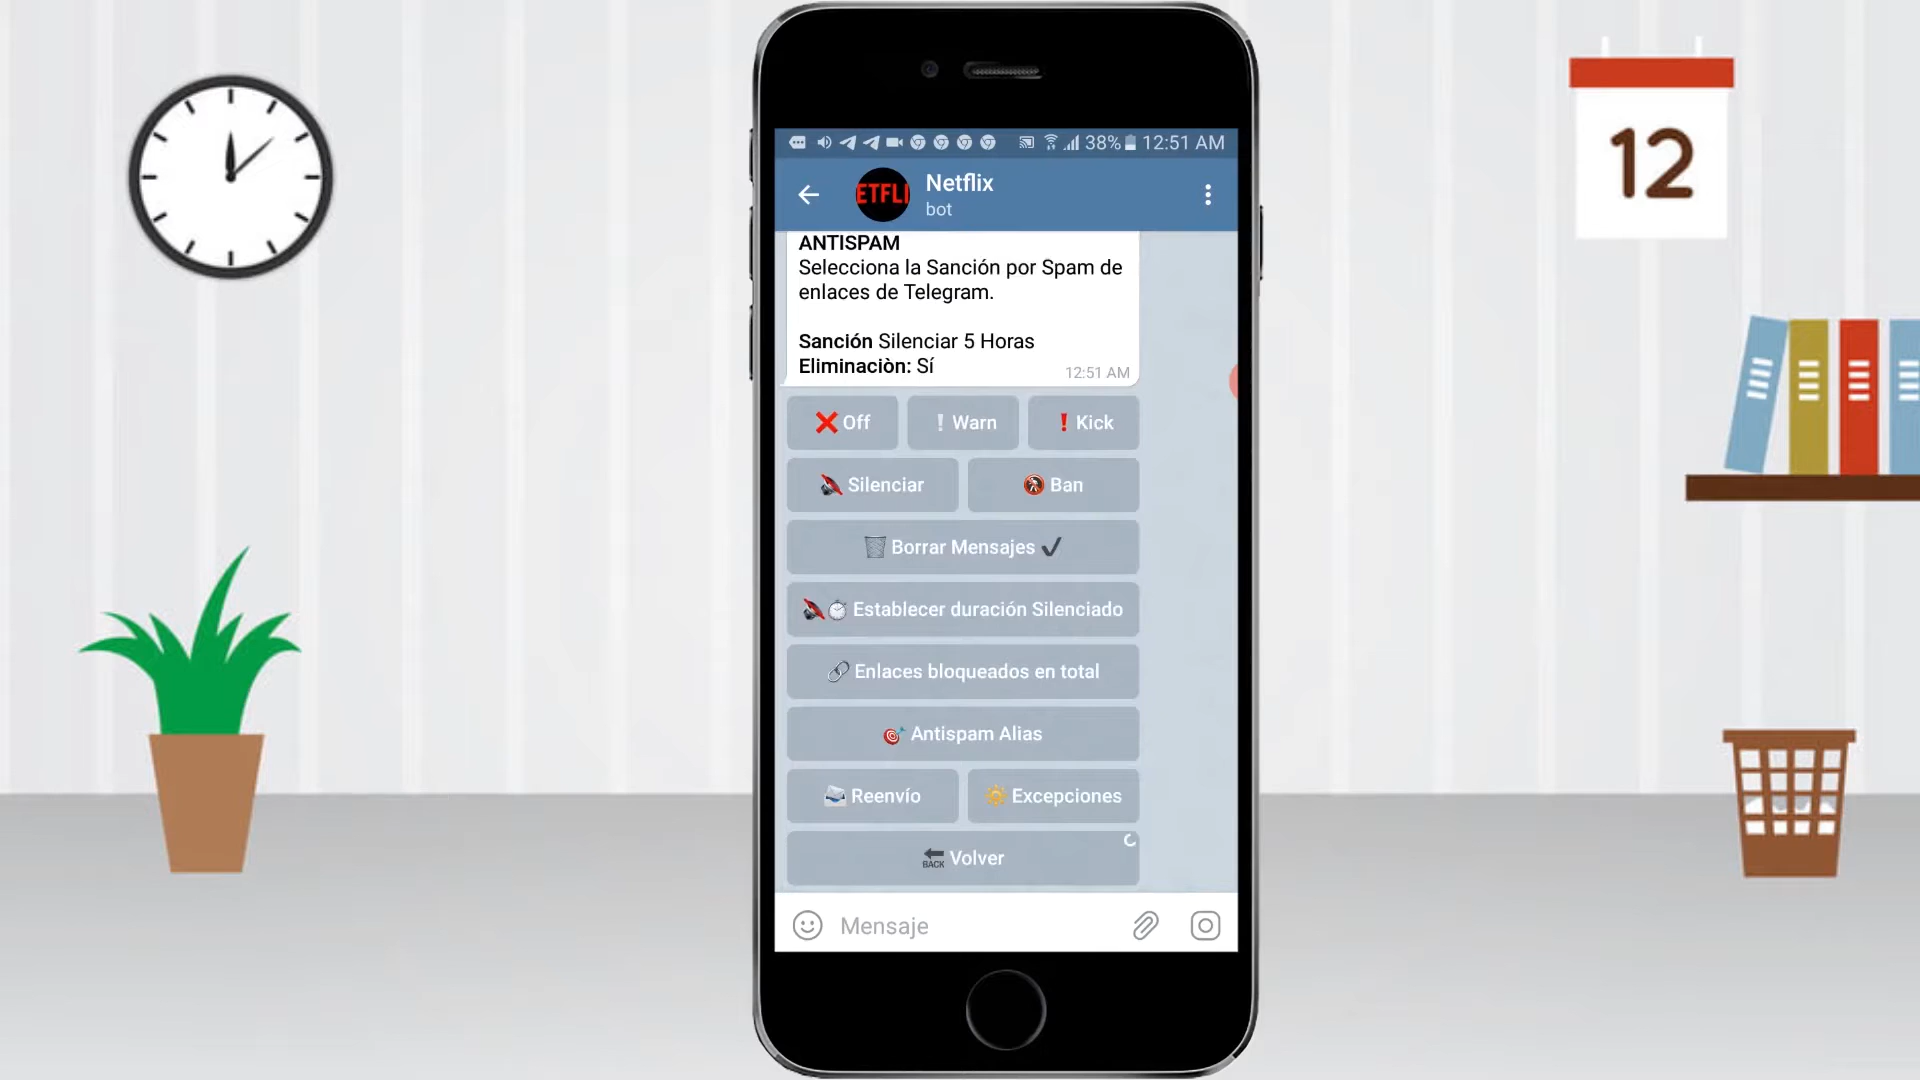 12
38% 12:51 AM
ETFLI
Netflix
bot
ANTISPAM
Selecciona la Sanción por Spam de
enlaces de Telegram.
Sanción Silenciar 5 Horas
Eliminaciòn: Sí
12:51 AM
Off
Warn
Kick
Silenciar
Ban
Borrar Mensajes
Establecer duración Silenciado
Enlaces bloqueados en total
Antispam Alias
Reenvío
Excepciones
BACK Volver
Mensaje